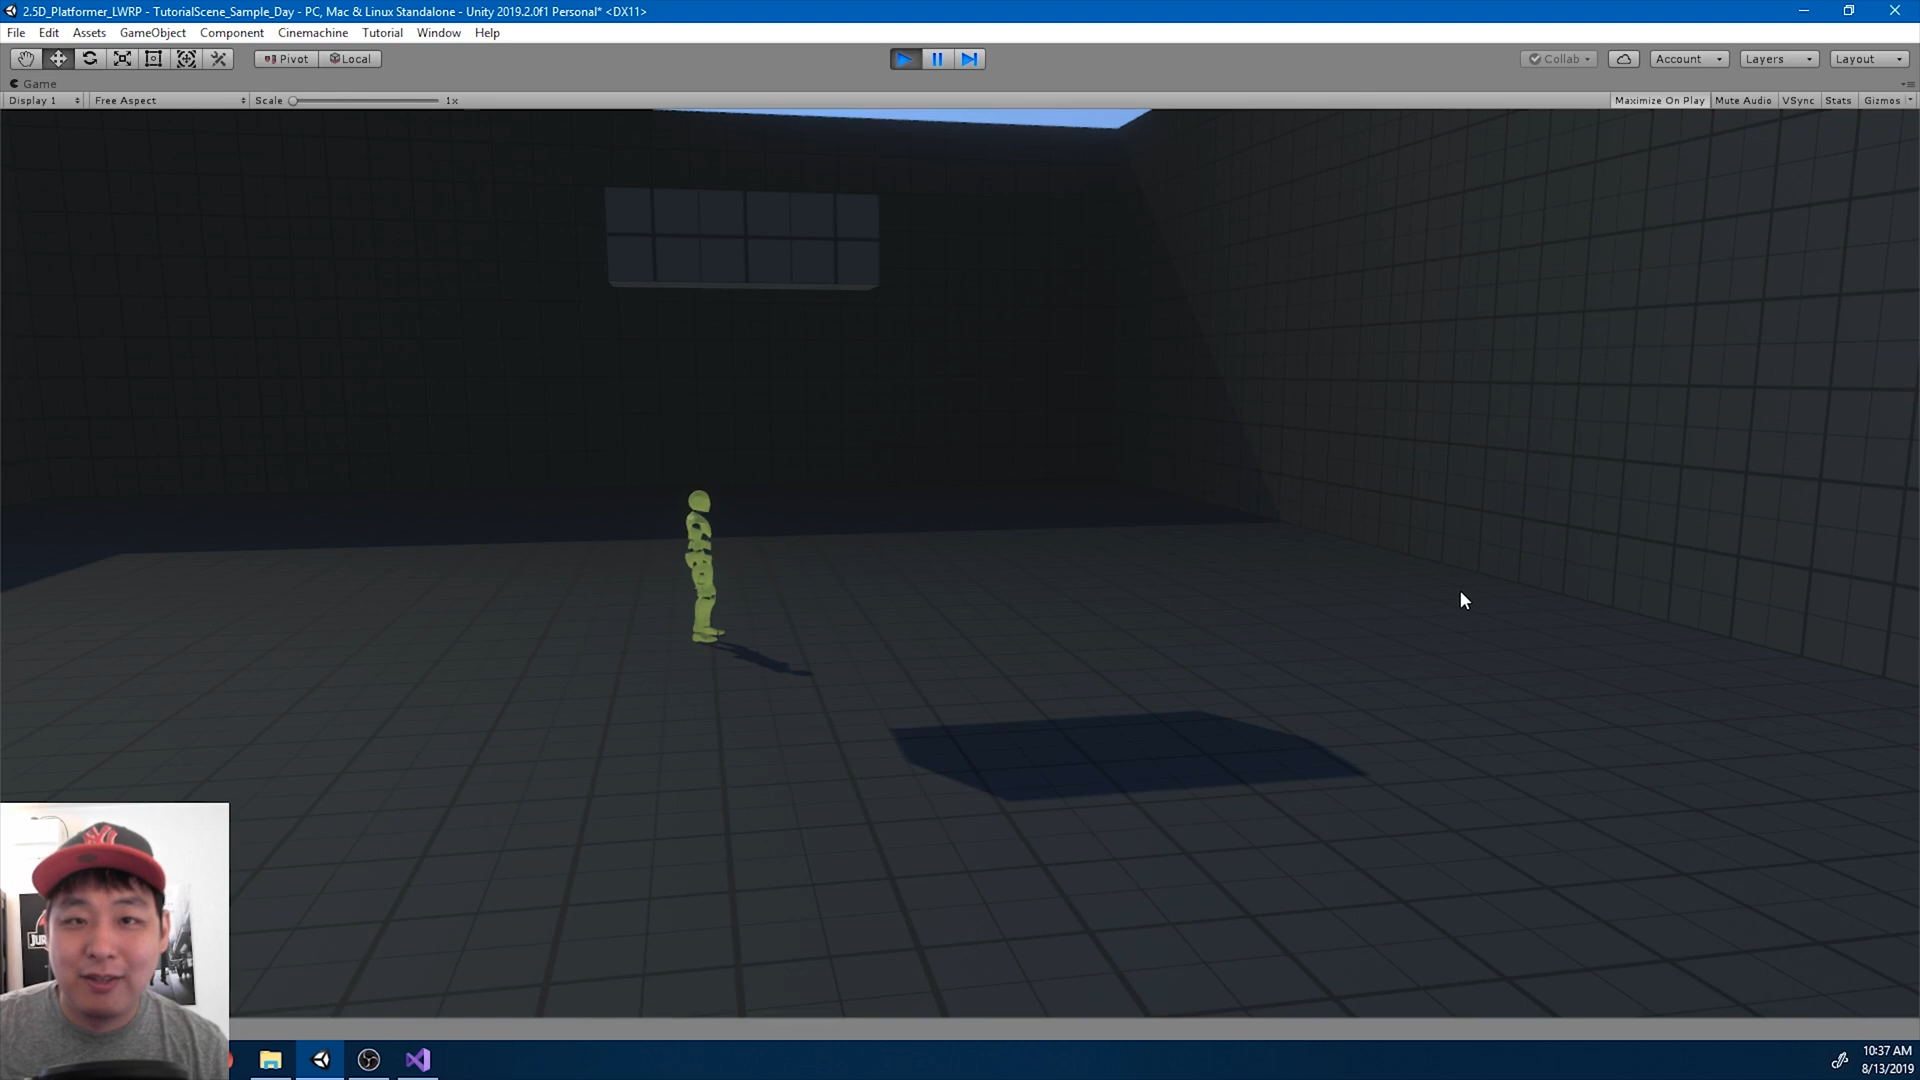 2.5D_Platformer_LWRP - TutorialScene_Sample_Day - PC, Mac & Linux Standalone - Unity 2019.2.0f1 Personal* <DX11>
File Edit Assets GameObject Component Cinemachine Tutorial Window Help
Pivot Local Collab Account Layers Layout
Game
Display 1 Free Aspect Scale 1x Maximize On Play Mute Audio VSync Stats Gizmos
10:37 AM
8/13/2019